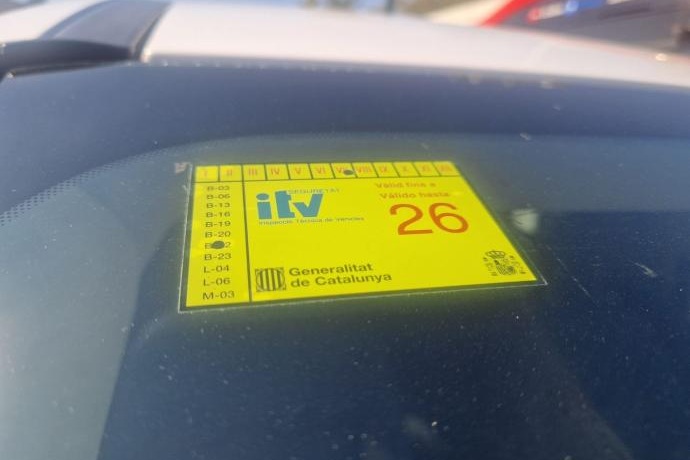 I II III IV V VI VIII IX X XI XII
B-03
B-06
B-13
B-16
B-19
B-20
B-23
L-04
L-06
M-03
SEGURETAT
itv
Inspecció Tècnica de Vehicles
Vàlid fins a
Válido hasta
26
Generalitat
de Catalunya